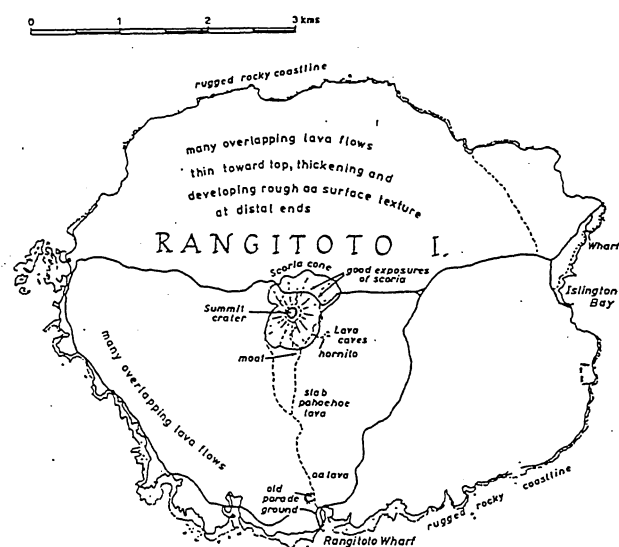 0 1 2 3 kms
rugged rocky coastline
many overlapping lava flows
thin toward top, thickening and
developing rough aa surface texture
at distal ends
RANGITOTO I.
Wharf
Scoria cone
good exposures
of scoria
Islington
Bay
Summit
crater
Lava
caves
hornito
moat
many overlapping lava flows
slab
pahoehoe
lava
aa lava
old
parade
ground
rugged rocky coastline
Rangitoto Wharf